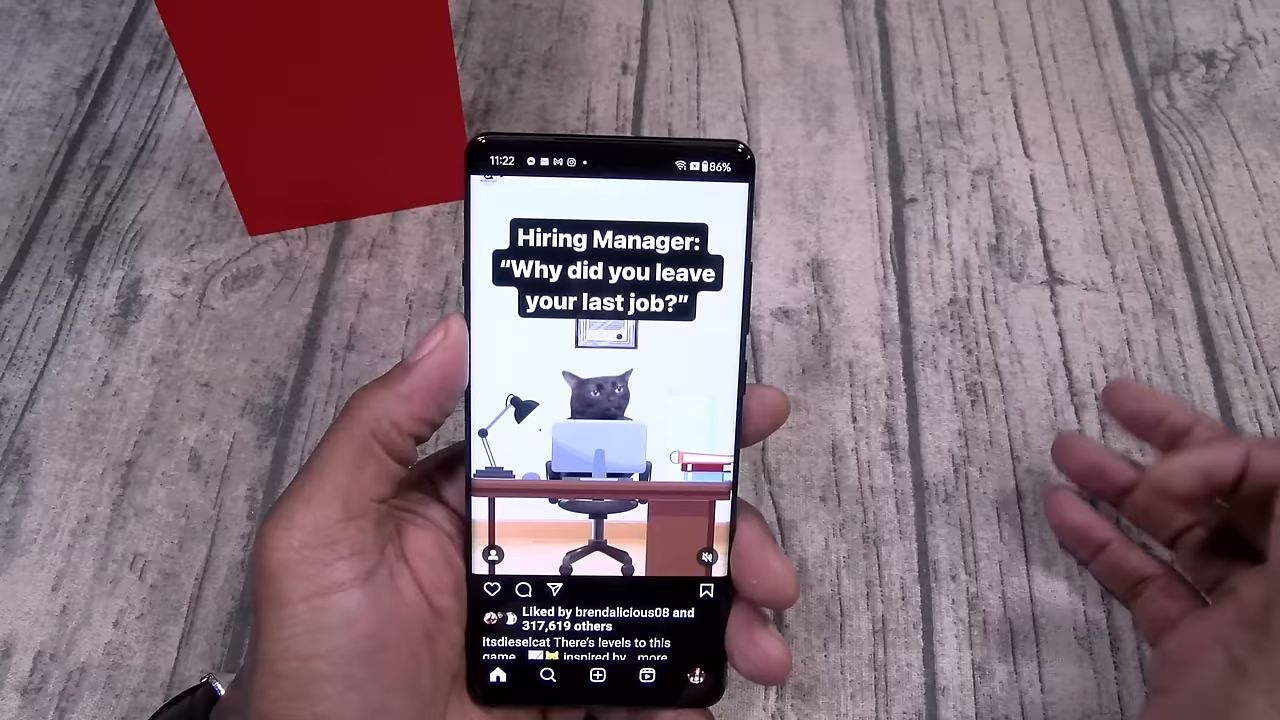 11:22
86%
Hiring Manager:
“Why did you leave
your last job?”
Liked by brendalicious08 and
317,619 others
itsdieselcat There’s levels to this
game inspired by more